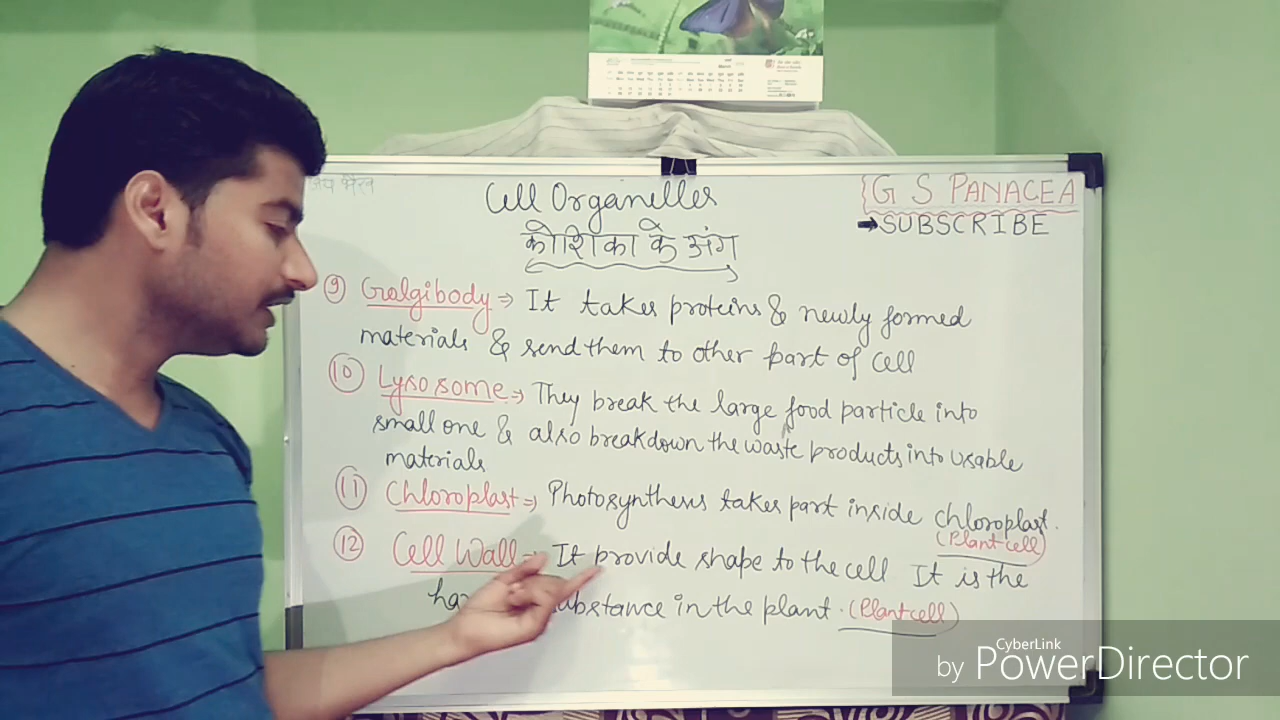 Cell Organelles
कोशिका के अंग
{G S PANACEA
➡SUBSCRIBE
⑨ Golgibody ⇒ It takes proteins & newly formed
materials & send them to other part of cell
⑩ Lysosome ⇒ They break the large food particle into
small one & also breakdown the waste products into usable
materials
⑪ Chloroplast ⇒ Photosynthesis takes part inside chloroplast.
(Plant cell)
⑫ Cell Wall ⇒ It provide shape to the cell It is the
substance in the plant. (Plant cell)
CyberLink
by PowerDirector